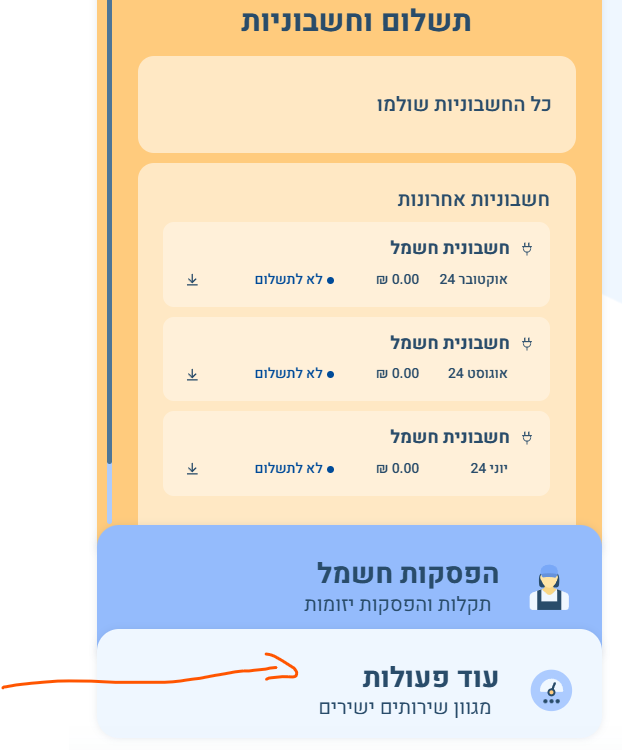 תשלום וחשבוניות
כל החשבוניות שולמו
חשבוניות אחרונות
חשבונית חשמל
אוקטובר 24 0.00 ₪ לא לתשלום
חשבונית חשמל
אוגוסט 24 0.00 ₪ לא לתשלום
חשבונית חשמל
יוני 24 0.00 ₪ לא לתשלום
הפסקות חשמל
תקלות והפסקות יזומות
עוד פעולות
מגוון שירותים ישירים